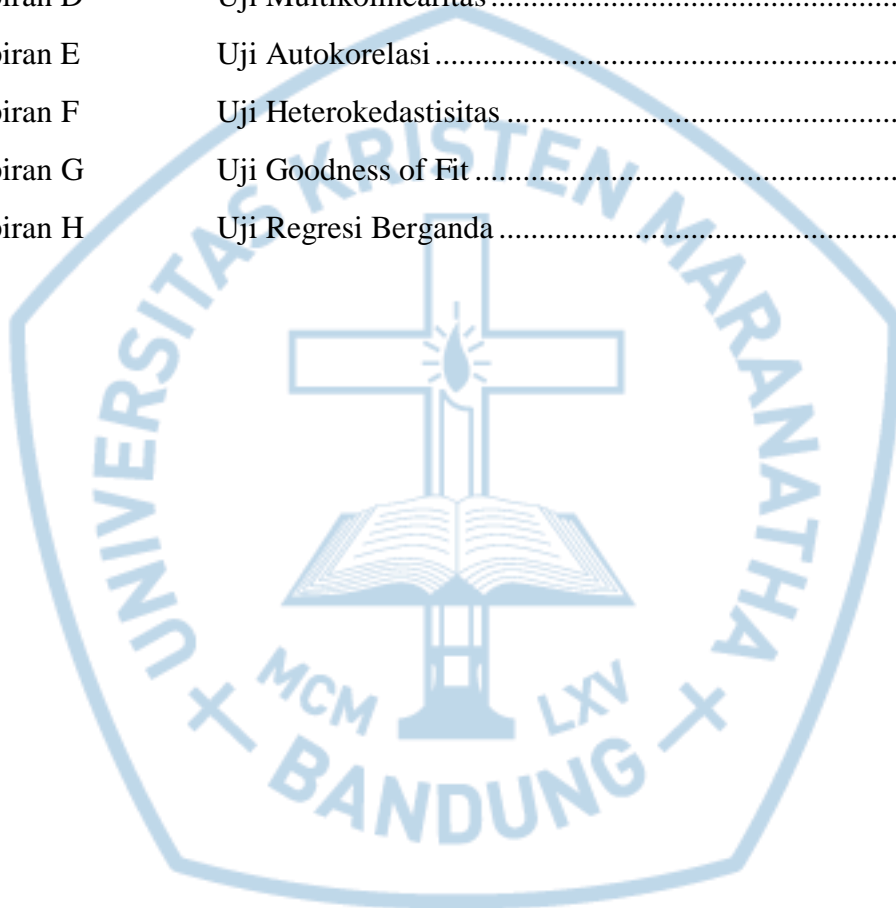 piran D Uji Multikolinearitas
piran E Uji Autokorelasi
piran F Uji Heterokedastisitas
piran G Uji Goodness of Fit
piran H Uji Regresi Berganda
UNIVERSITAS KRISTEN MARANATHA
MCM LXV
BANDUNG